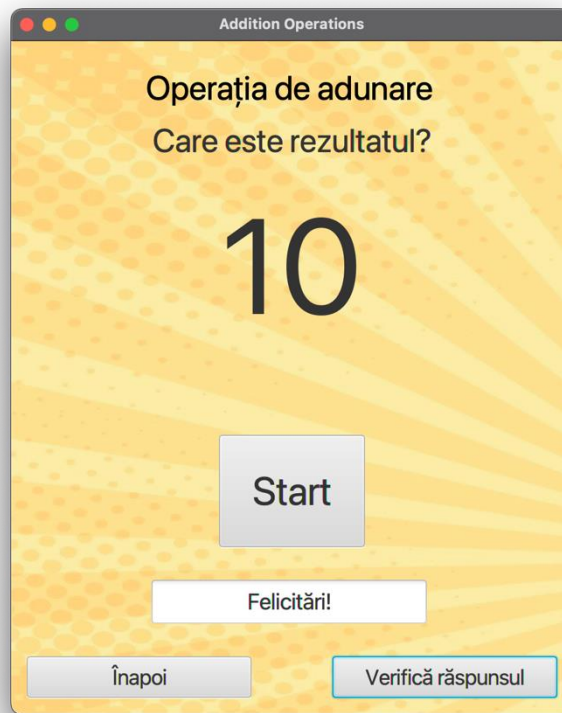 Addition Operations
Operația de adunare
Care este rezultatul?
10
Start
Felicitări!
Înapoi
Verifică răspunsul